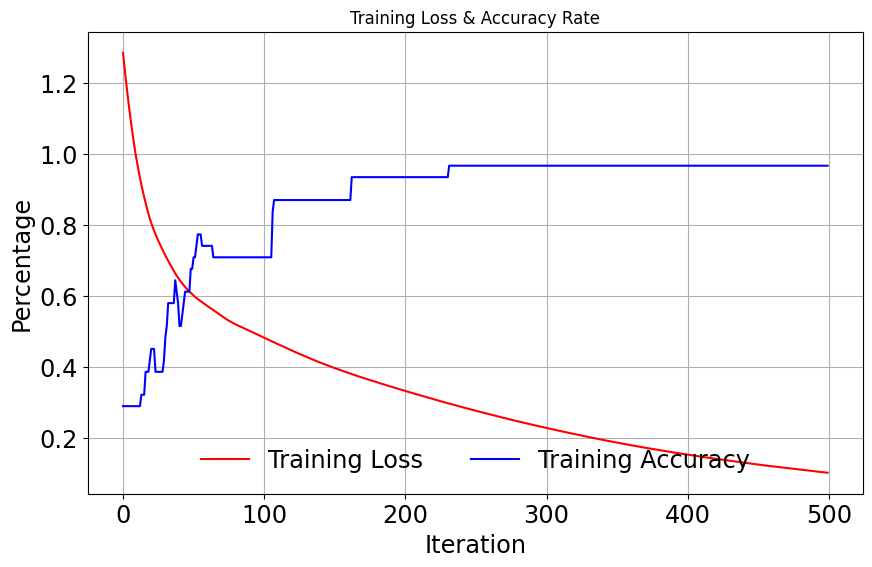 Training Loss & Accuracy Rate
Percentage
1.2
1.0
0.8
0.6
0.4
0.2
Training Loss Training Accuracy
0 100 200 300 400 500
Iteration